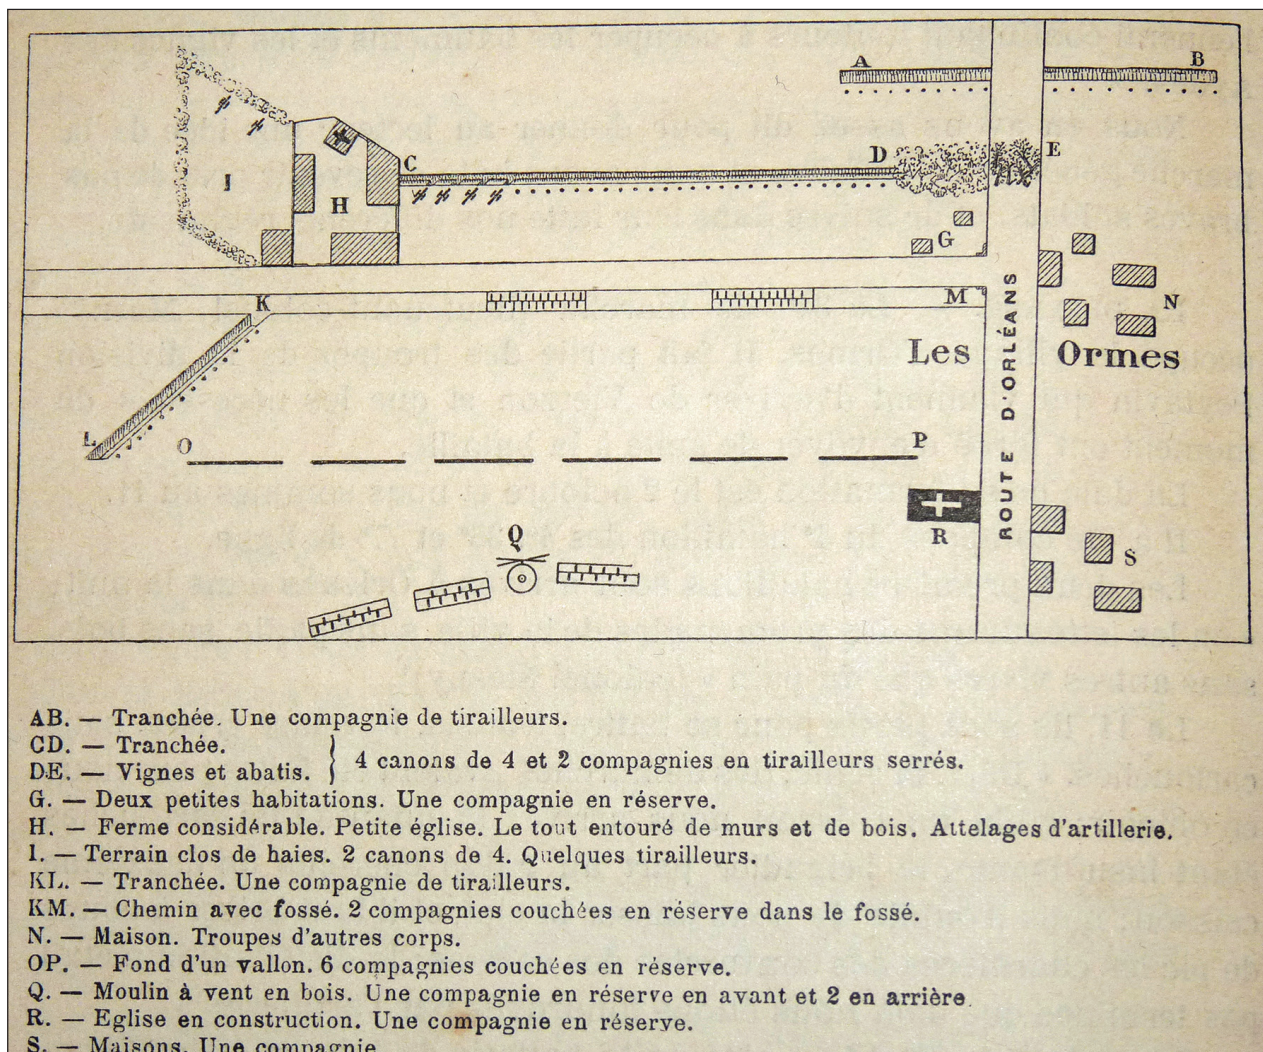 A
B
C
D
E
I
H
G
K
M
N
Les
Ormes
ROUTE D'ORLÉANS
L
O
P
Q
R
S
AB. — Tranchée. Une compagnie de tirailleurs.
CD. — Tranchée.
DE. — Vignes et abatis. } 4 canons de 4 et 2 compagnies en tirailleurs serrés.
G. — Deux petites habitations. Une compagnie en réserve.
H. — Ferme considérable. Petite église. Le tout entouré de murs et de bois. Attelages d'artillerie.
I. — Terrain clos de haies. 2 canons de 4. Quelques tirailleurs.
KL. — Tranchée. Une compagnie de tirailleurs.
KM. — Chemin avec fossé. 2 compagnies couchées en réserve dans le fossé.
N. — Maison. Troupes d'autres corps.
OP. — Fond d'un vallon. 6 compagnies couchées en réserve.
Q. — Moulin à vent en bois. Une compagnie en réserve en avant et 2 en arrière.
R. — Eglise en construction. Une compagnie en réserve.
S. — Maisons. Une compagnie